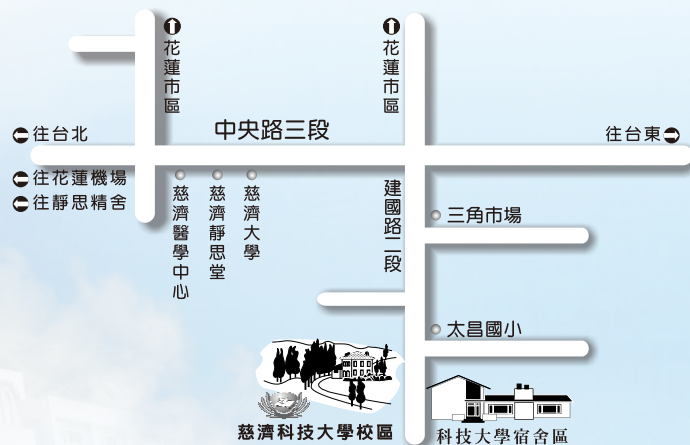 花蓮市區
花蓮市區
往台北
中央路三段
往台東
往花蓮機場
往靜思精舍
慈濟醫學中心
慈濟靜思堂
慈濟大學
建國路二段
三角市場
太昌國小
慈濟科技大學校區
科技大學宿舍區